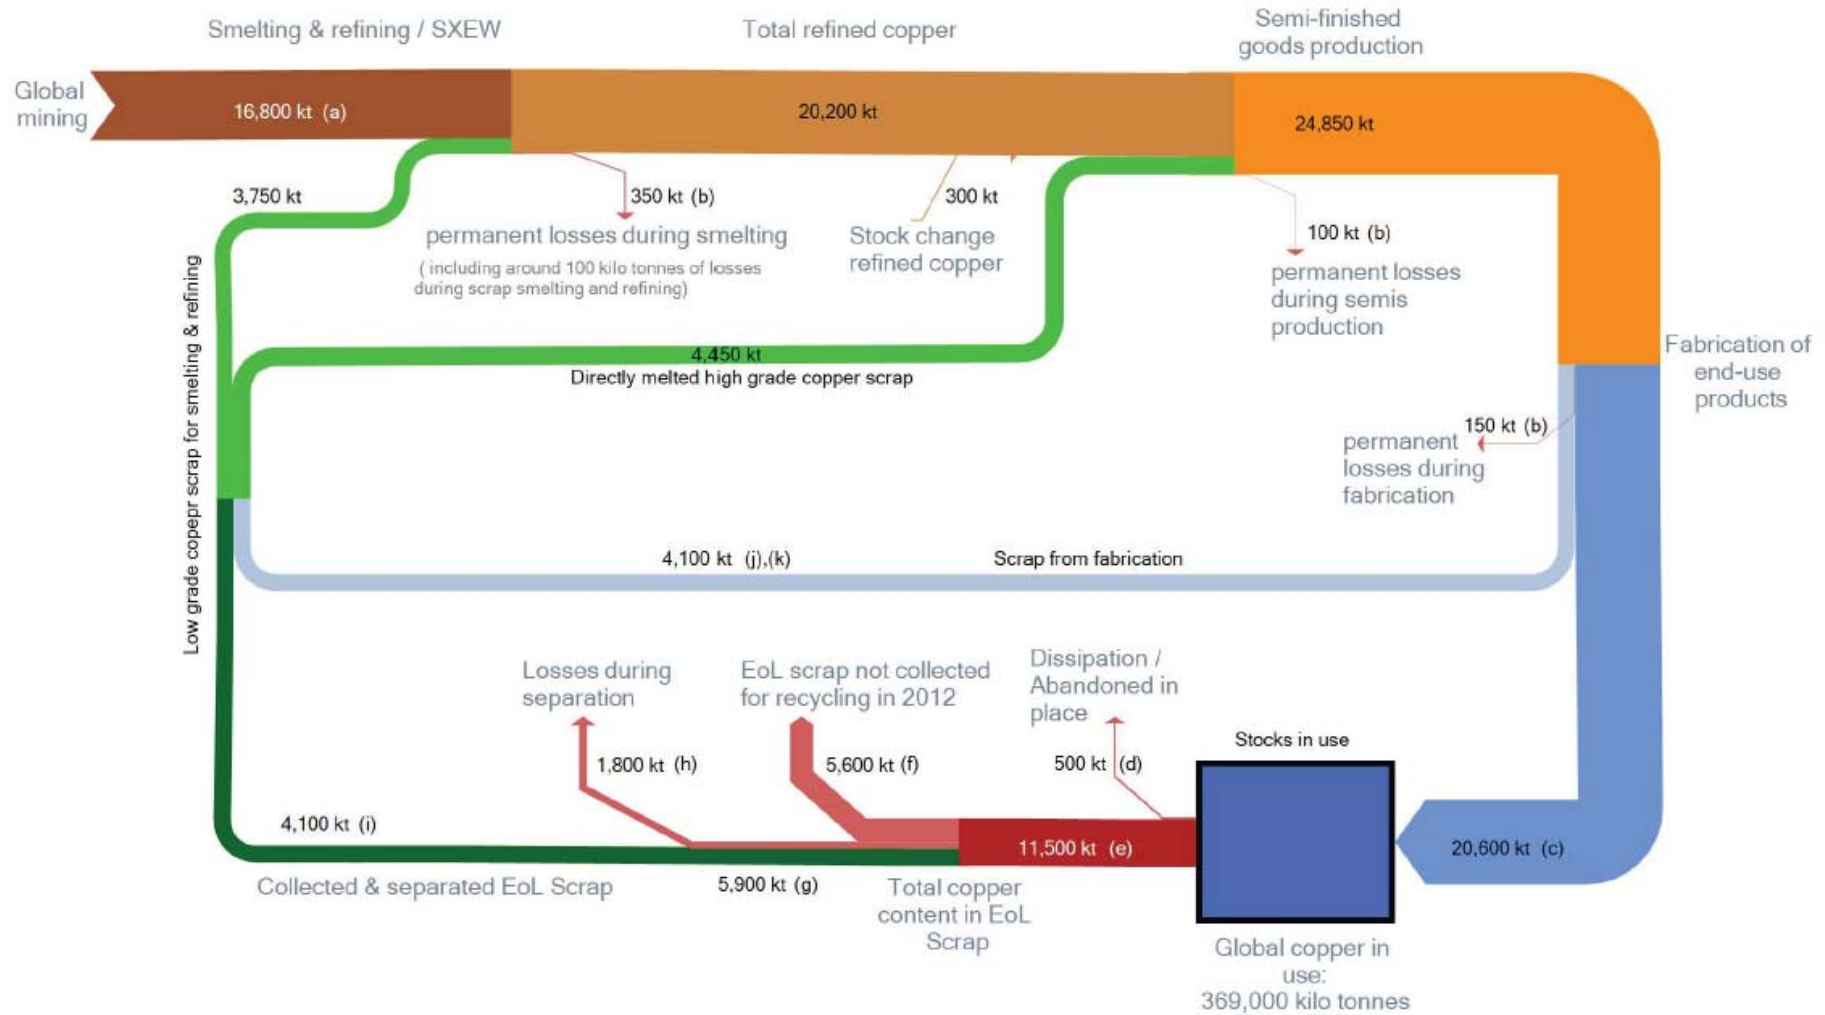 Smelting & refining / SXEW
Total refined copper
Semi-finished
goods production
Global
mining
16,800 kt (a)
20,200 kt
24,850 kt
3,750 kt
350 kt (b)
300 kt
permanent losses during smelting
( including around 100 kilo tonnes of losses
during scrap smelting and refining)
Stock change
refined copper
100 kt (b)
permanent losses
during semis
production
Low grade copepr scrap for smelting & refining
4,450 kt
Directly melted high grade copper scrap
Fabrication of
end-use
products
150 kt (b)
permanent
losses during
fabrication
4,100 kt (j),(k)
Scrap from fabrication
Losses during
separation
EoL scrap not collected
for recycling in 2012
Dissipation /
Abandoned in
place
Stocks in use
1,800 kt (h)
5,600 kt (f)
500 kt (d)
4,100 kt (i)
11,500 kt (e)
20,600 kt (c)
Collected & separated EoL Scrap
5,900 kt (g)
Total copper
content in EoL
Scrap
Global copper in
use:
369,000 kilo tonnes